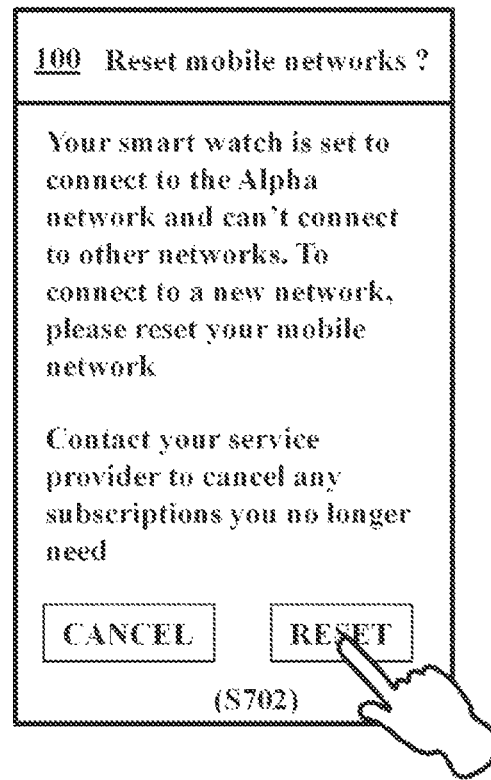 100 Reset mobile networks ?
Your smart watch is set to
connect to the Alpha
network and can't connect
to other networks. To
connect to a new network,
please reset your mobile
network
Contact your service
provider to cancel any
subscriptions you no longer
need
CANCEL RESET
(S702)